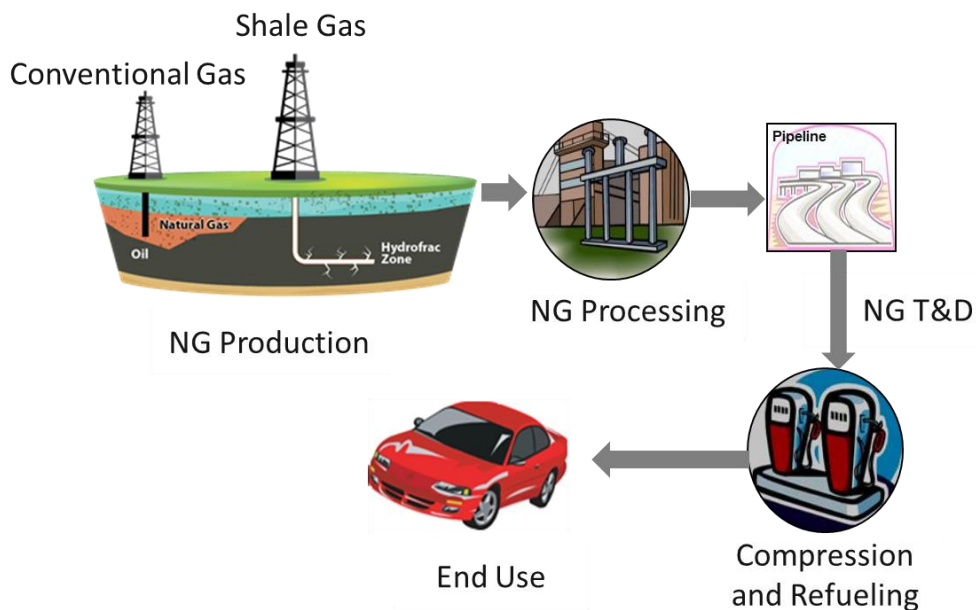 Shale Gas
Conventional Gas
Natural Gas
Oil
Hydrofrac
Zone
NG Production
NG Processing
Pipeline
NG T&D
Compression
and Refueling
End Use